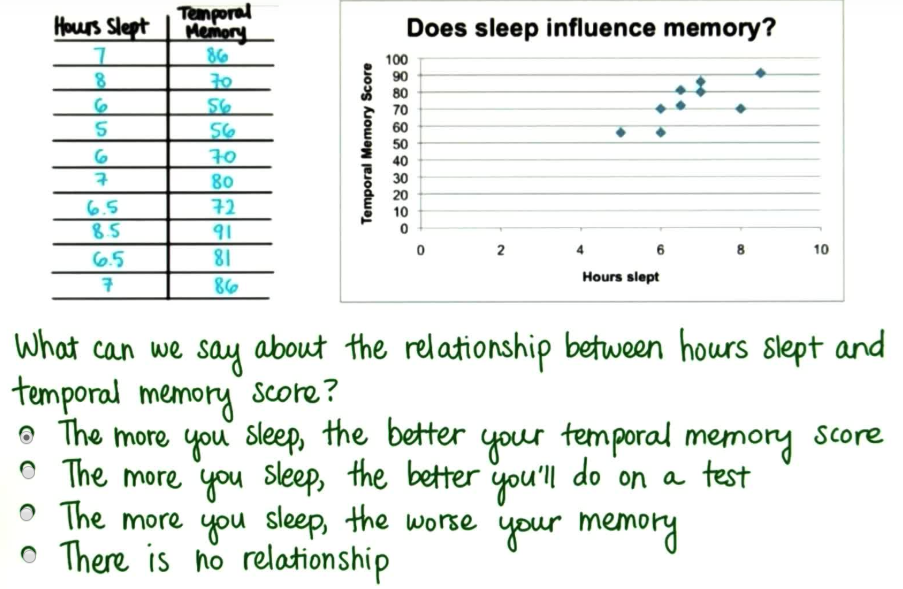 Hours Slept Temporal Memory
7 86
8 70
6 56
5 56
6 70
7 80
6.5 72
8.5 91
6.5 81
7 86
Does sleep influence memory?
Temporal Memory Score
100
90
80
70
60
50
40
30
20
10
0
0 2 4 6 8 10
Hours slept
What can we say about the relationship between hours slept and
temporal memory score?
The more you sleep, the better your temporal memory score
The more you sleep, the better you'll do on a test
The more you sleep, the worse your memory
There is no relationship